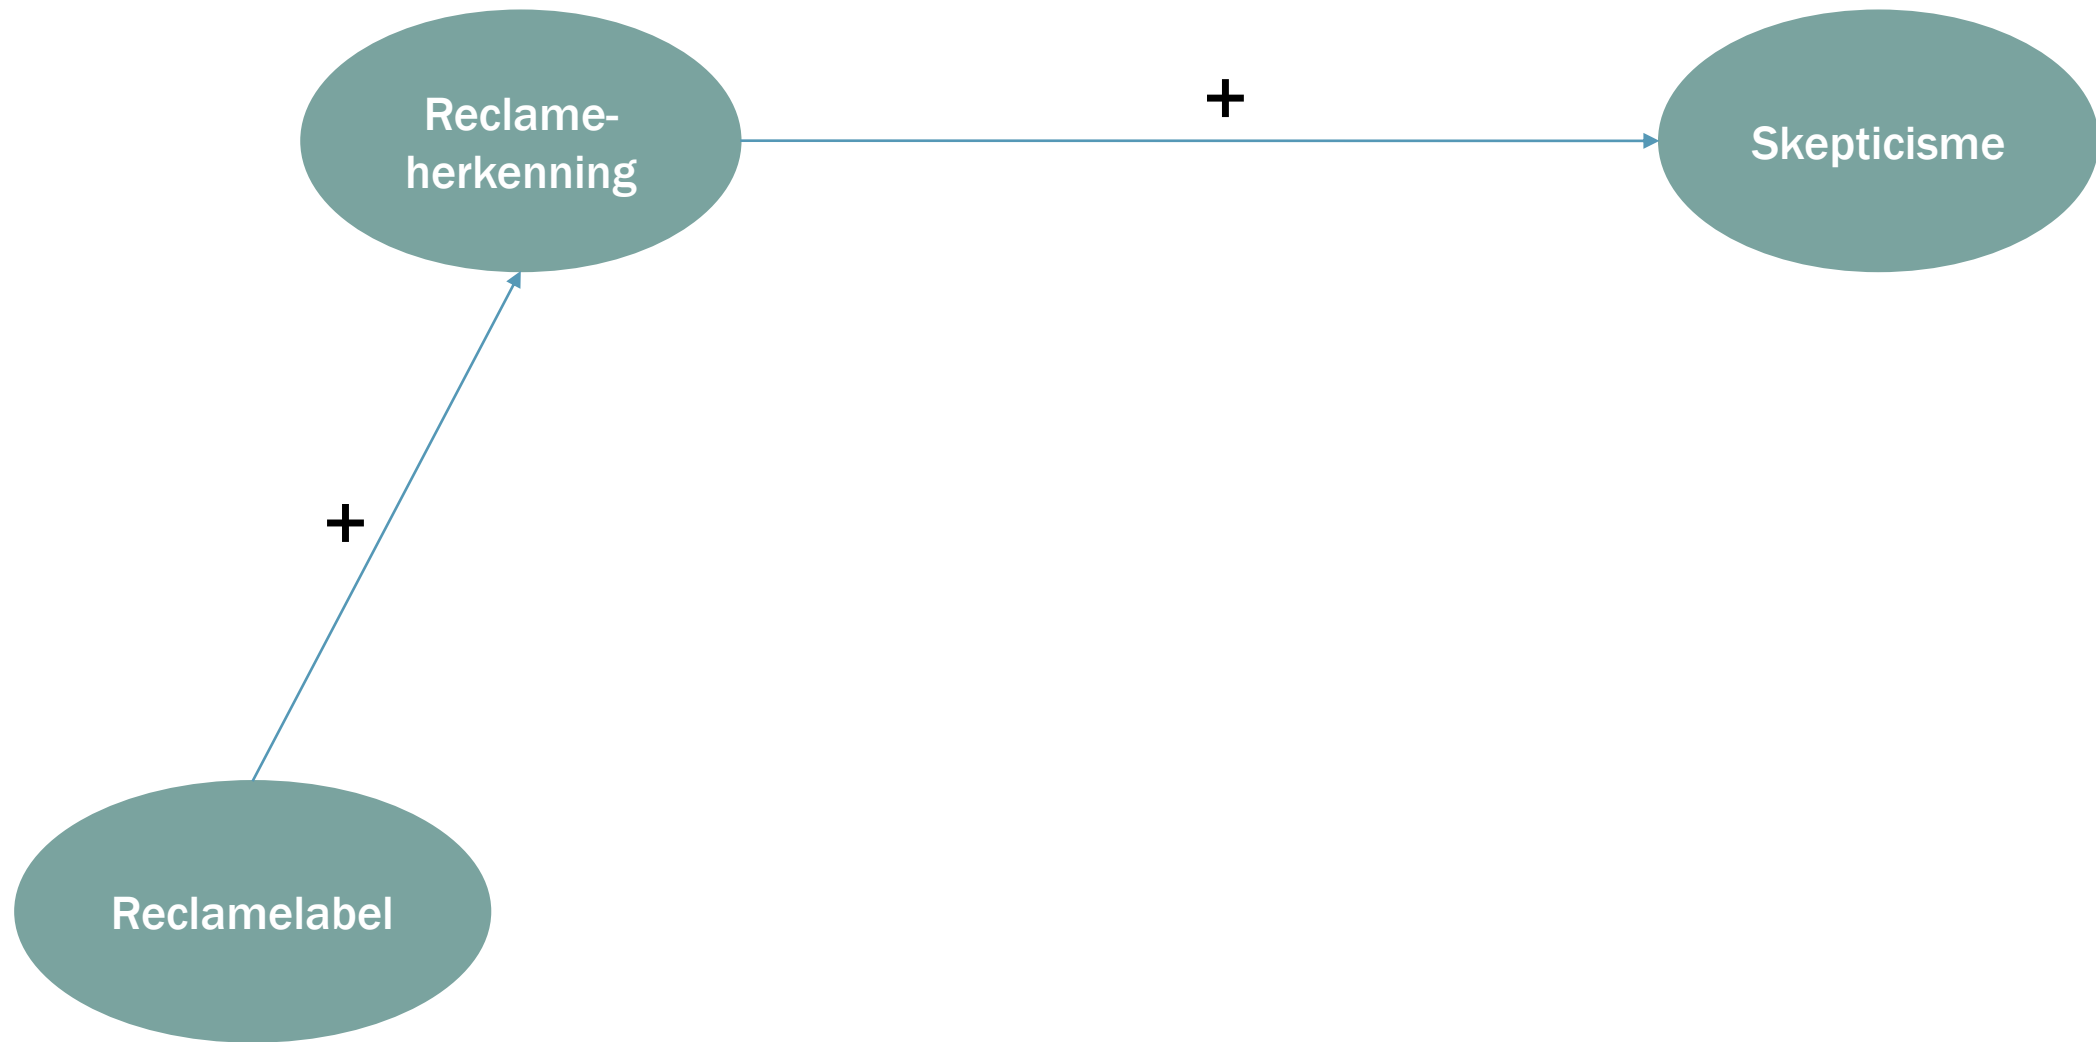 Reclame-
herkenning
+
Skepticisme
+
Reclamelabel